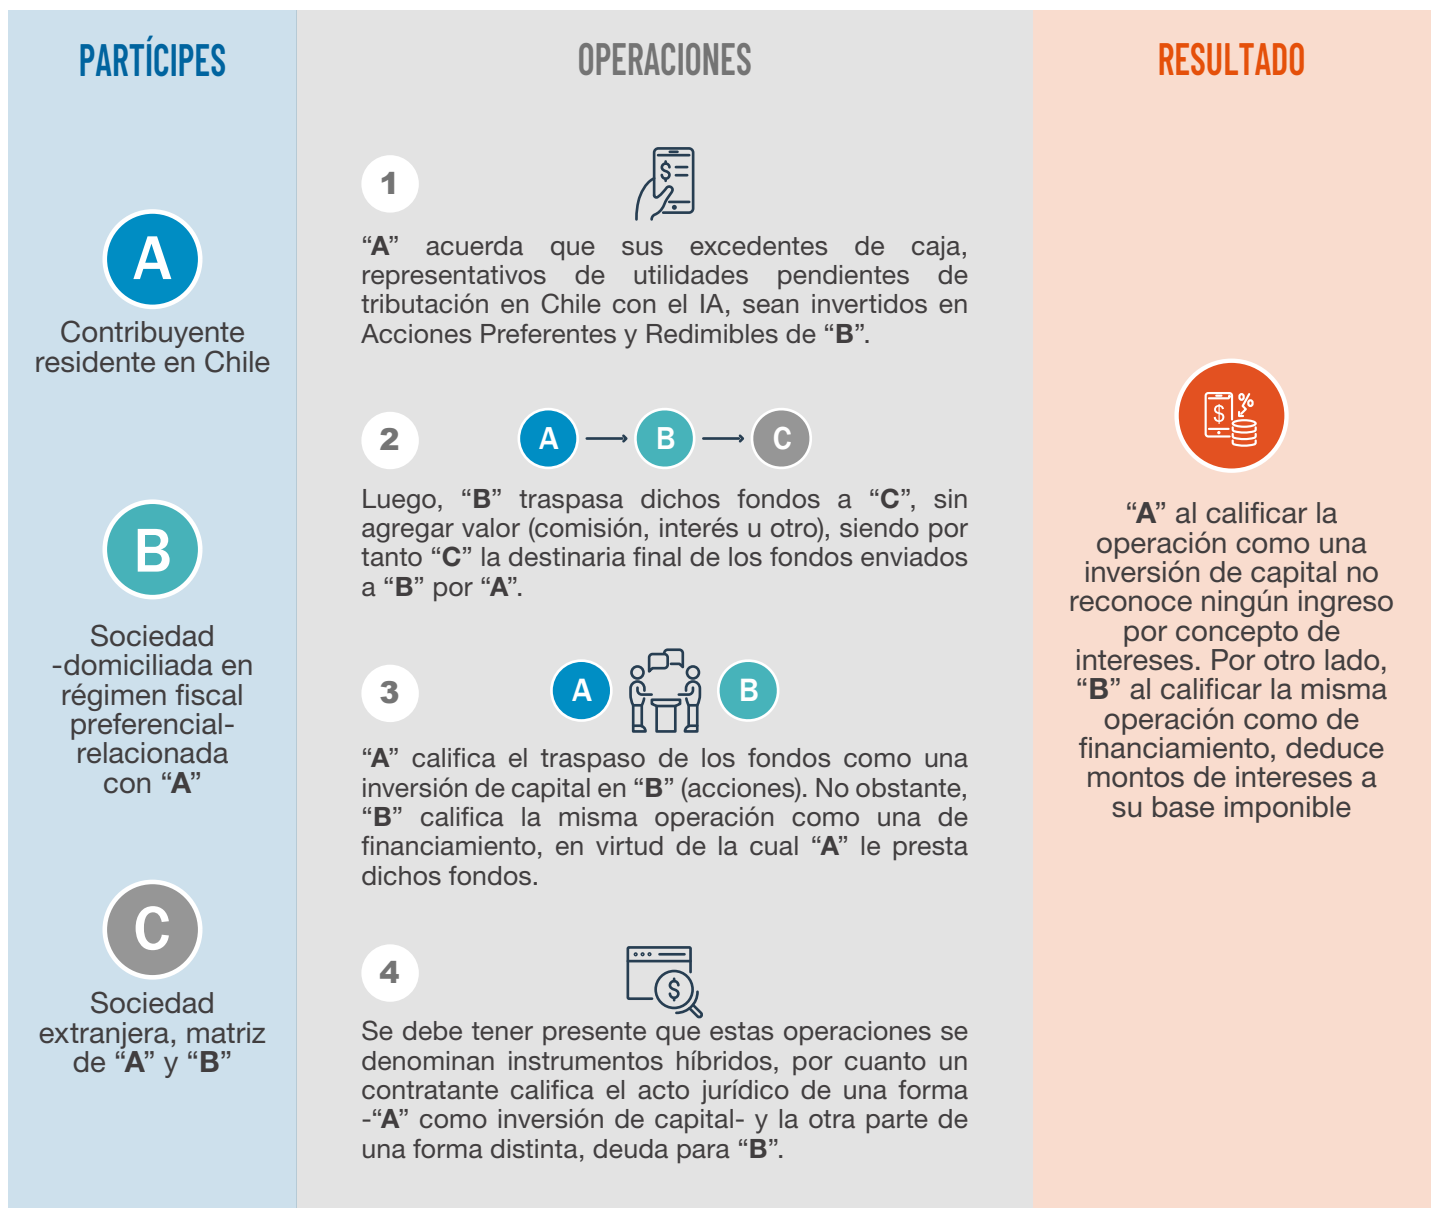 PARTÍCIPES
A
Contribuyente
residente en Chile
B
Sociedad
-domiciliada en
régimen fiscal
preferencial-
relacionada
con “A”
C
Sociedad
extranjera, matriz
de “A” y “B”
OPERACIONES
1
$
“A” acuerda que sus excedentes de caja,
representativos de utilidades pendientes de
tributación en Chile con el IA, sean invertidos en
Acciones Preferentes y Redimibles de “B”.
2
A B C
Luego, “B” traspasa dichos fondos a “C”, sin
agregar valor (comisión, interés u otro), siendo por
tanto “C” la destinaria final de los fondos enviados
a “B” por “A”.
3
A B
“A” califica el traspaso de los fondos como una
inversión de capital en “B” (acciones). No obstante,
“B” califica la misma operación como una de
financiamiento, en virtud de la cual “A” le presta
dichos fondos.
4
$
Se debe tener presente que estas operaciones se
denominan instrumentos híbridos, por cuanto un
contratante califica el acto jurídico de una forma
-“A” como inversión de capital- y la otra parte de
una forma distinta, deuda para “B”.
RESULTADO
$ %
“A” al calificar la
operación como una
inversión de capital no
reconoce ningún ingreso
por concepto de
intereses. Por otro lado,
“B” al calificar la misma
operación como de
financiamiento, deduce
montos de intereses a
su base imponible